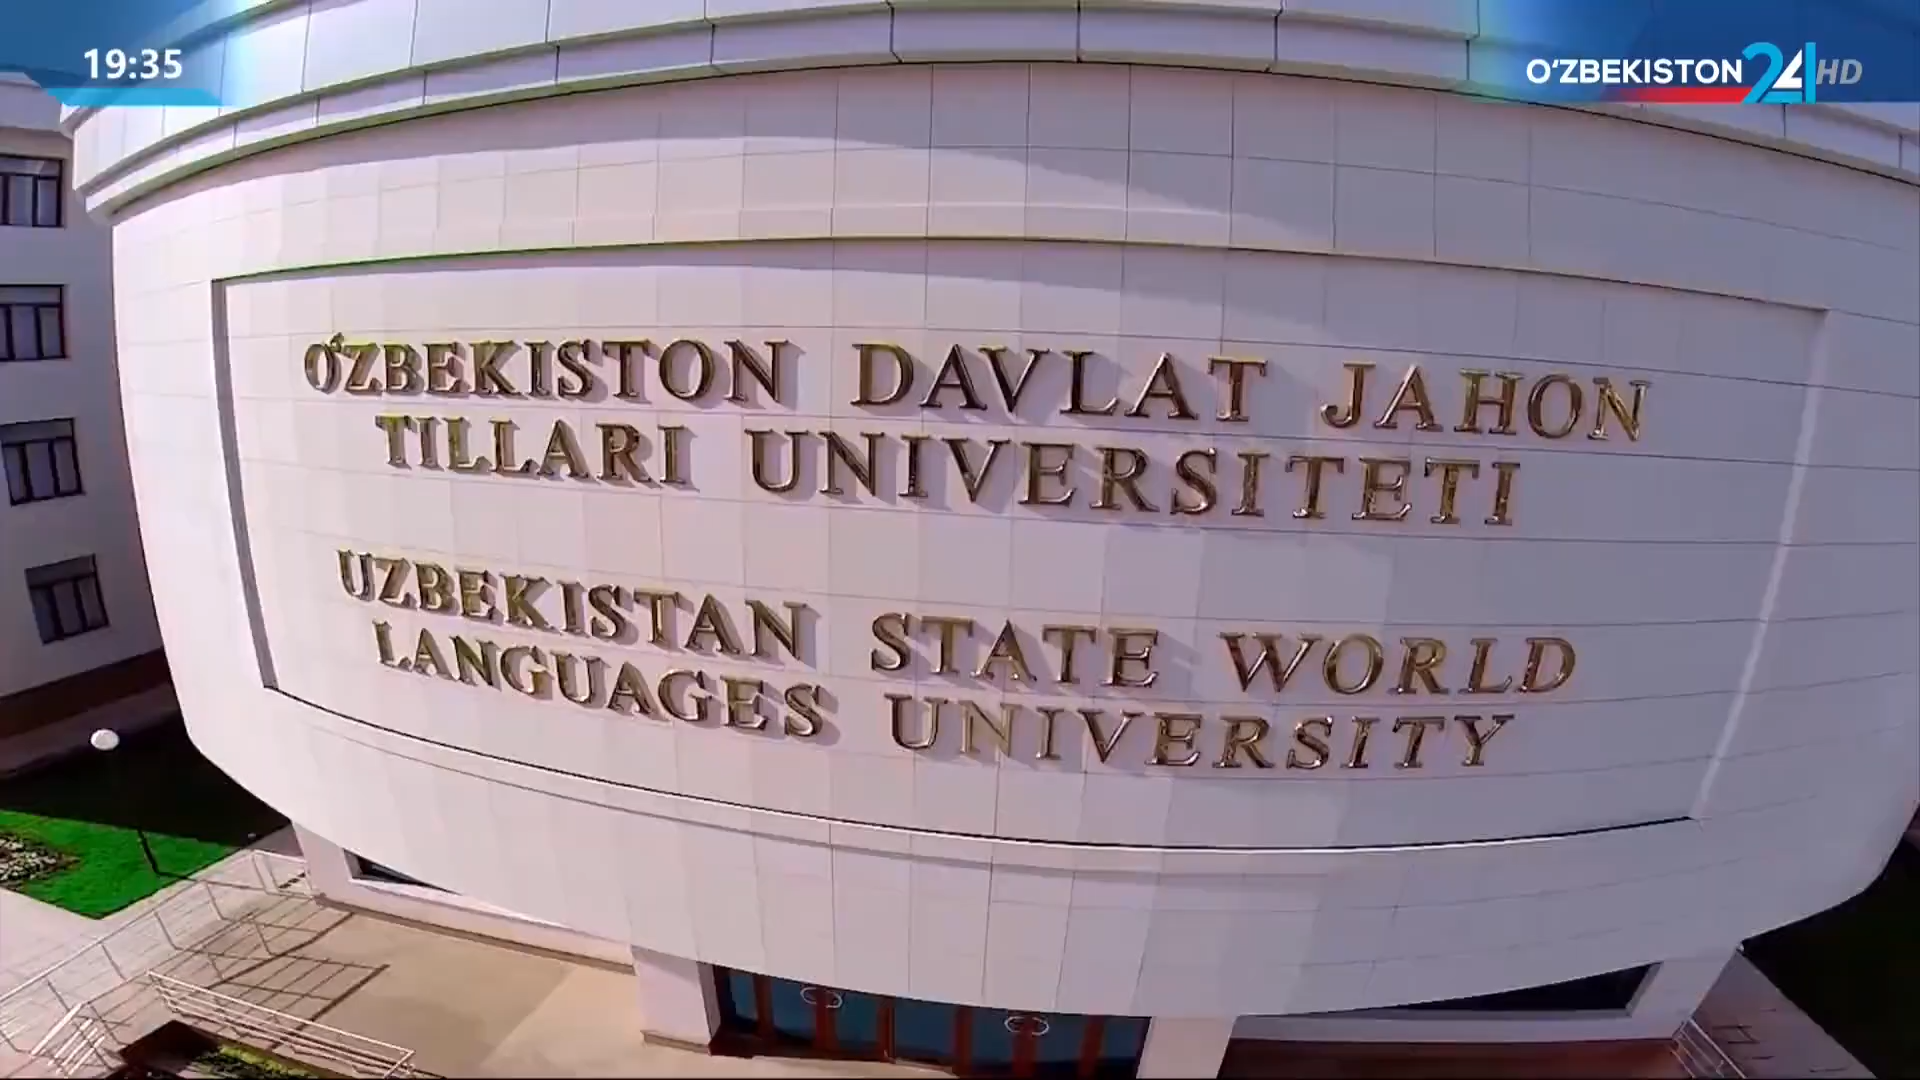 19:35
O‘ZBEKISTON 24 HD
O‘ZBEKISTON DAVLAT JAHON
TILLARI UNIVERSITETI
UZBEKISTAN STATE WORLD
LANGUAGES UNIVERSITY